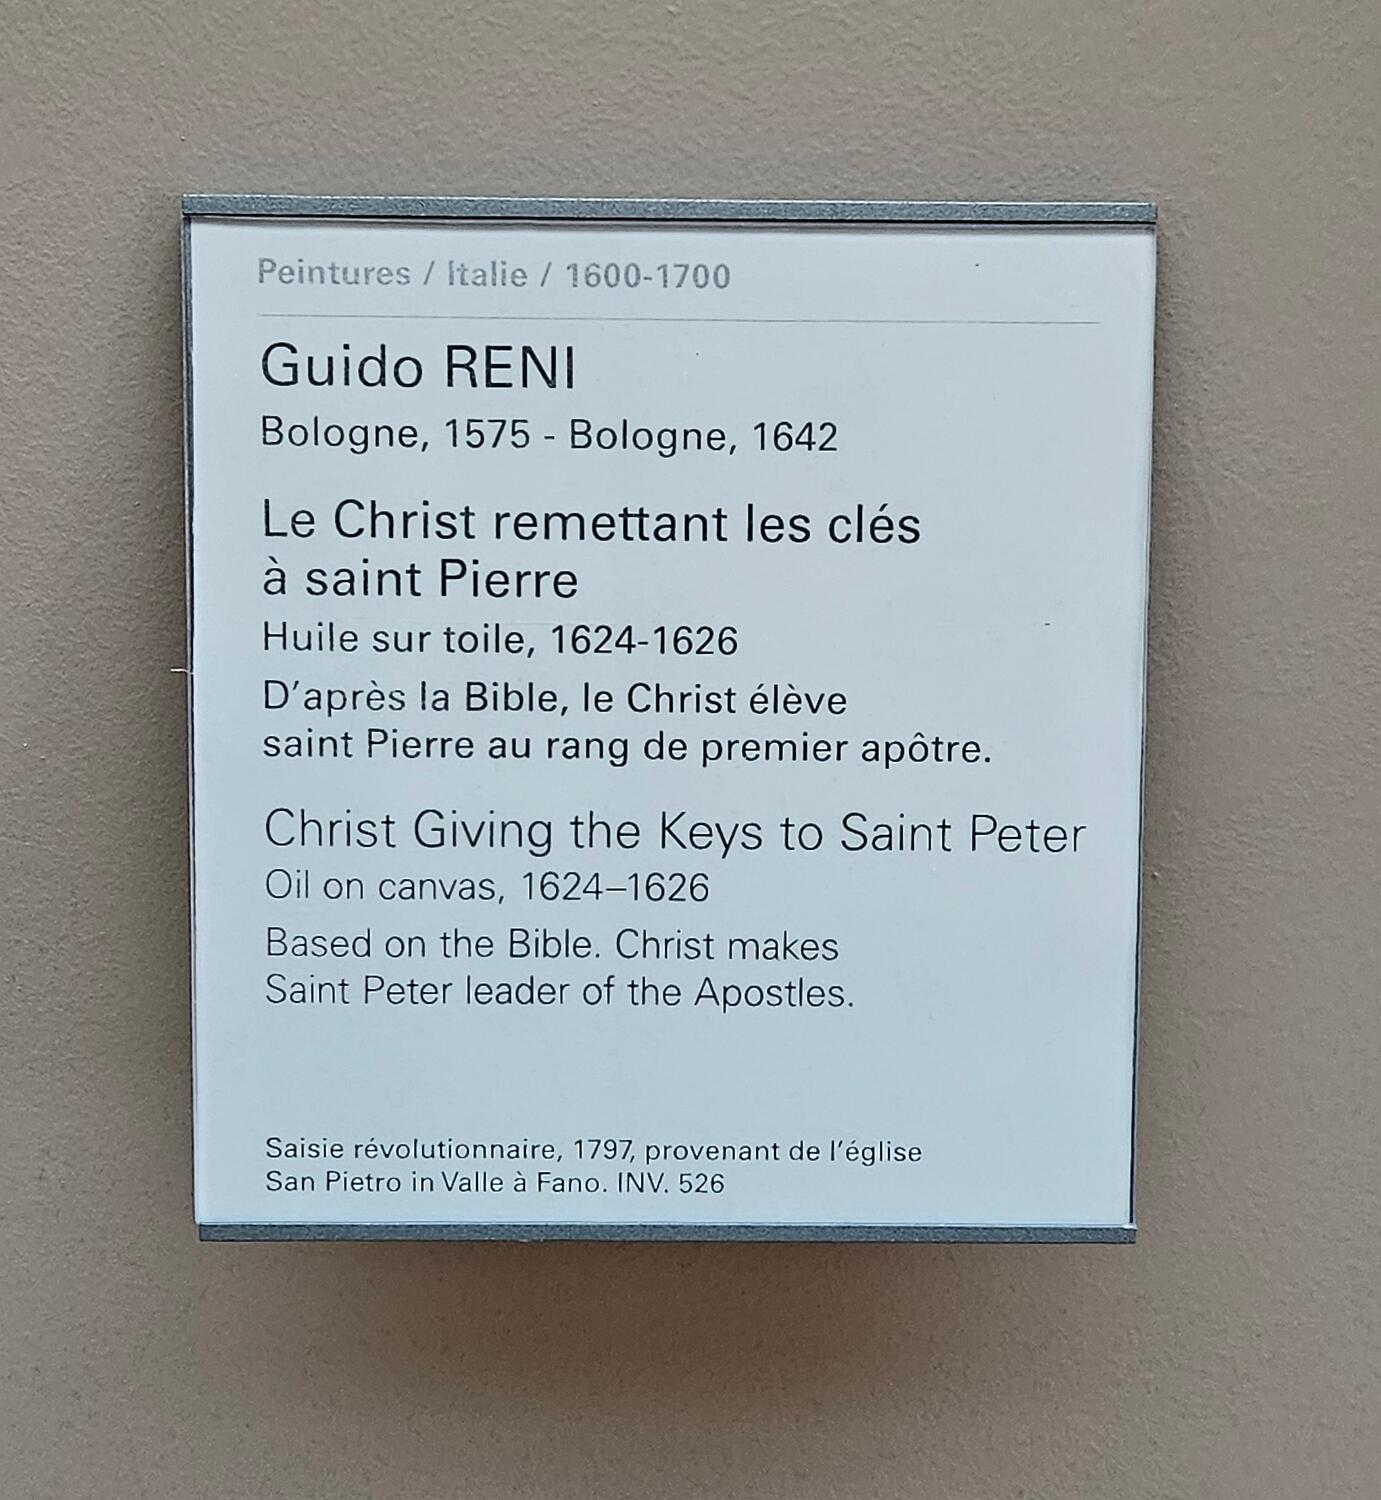 Peintures / Italie / 1600-1700
Guido RENI
Bologne, 1575 - Bologne, 1642
Le Christ remettant les clés
à saint Pierre
Huile sur toile, 1624-1626
D'après la Bible, le Christ élève
saint Pierre au rang de premier apôtre.
Christ Giving the Keys to Saint Peter
Oil on canvas, 1624–1626
Based on the Bible. Christ makes
Saint Peter leader of the Apostles.
Saisie révolutionnaire, 1797, provenant de l'église
San Pietro in Valle à Fano. INV. 526